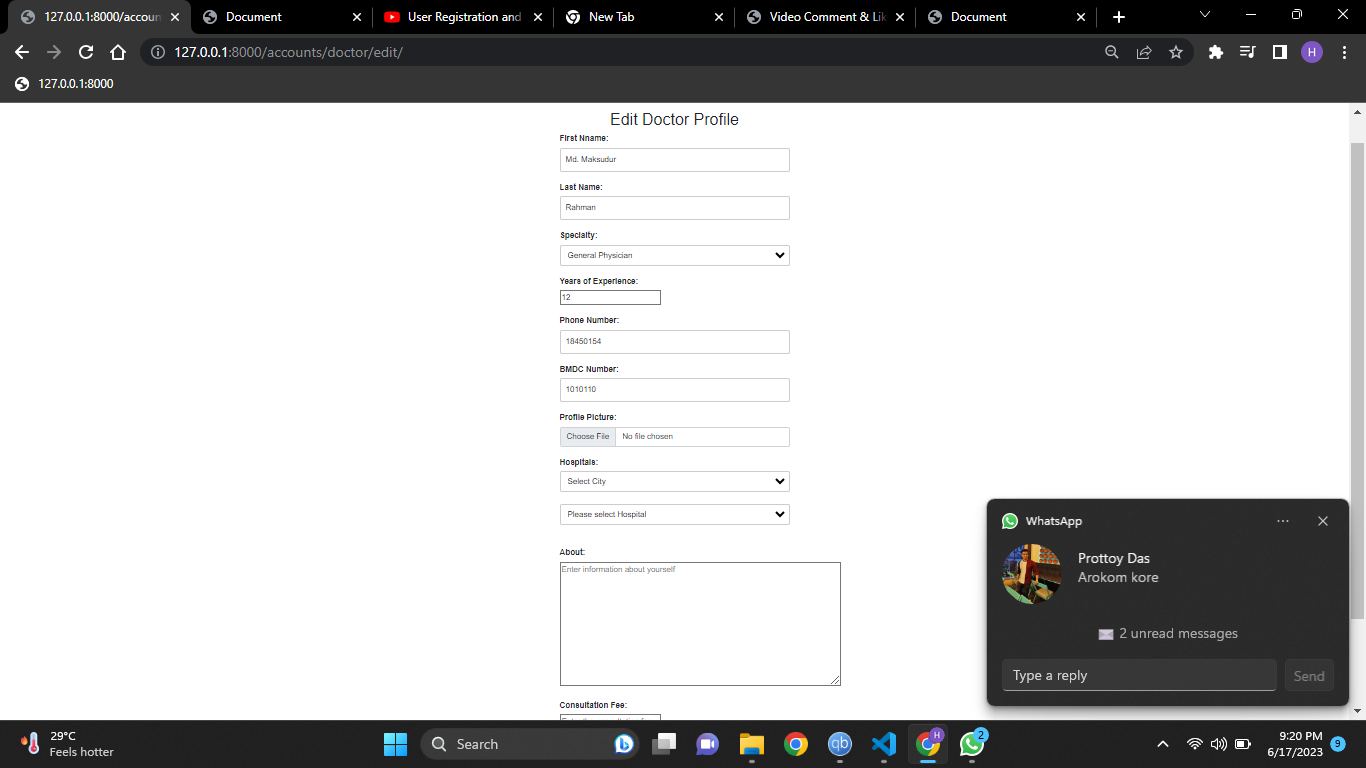 127.0.0.1:8000/accoun
Document
User Registration and
New Tab
Video Comment & Lik
Document
127.0.0.1:8000/accounts/doctor/edit/
H
127.0.0.1:8000
Edit Doctor Profile
First Nname:
Md. Maksudur
Last Name:
Rahman
Specialty:
General Physician
Years of Experience:
12
Phone Number:
18450154
BMDC Number:
1010110
Profile Picture:
Choose File No file chosen
Hospitals:
Select City
Please select Hospital
About:
Enter information about yourself
Consultation Fee:
WhatsApp
Prottoy Das
Arokom kore
2 unread messages
Type a reply
Send
29°C
Feels hotter
Search
qb
H
2
9:20 PM
6/17/2023
9